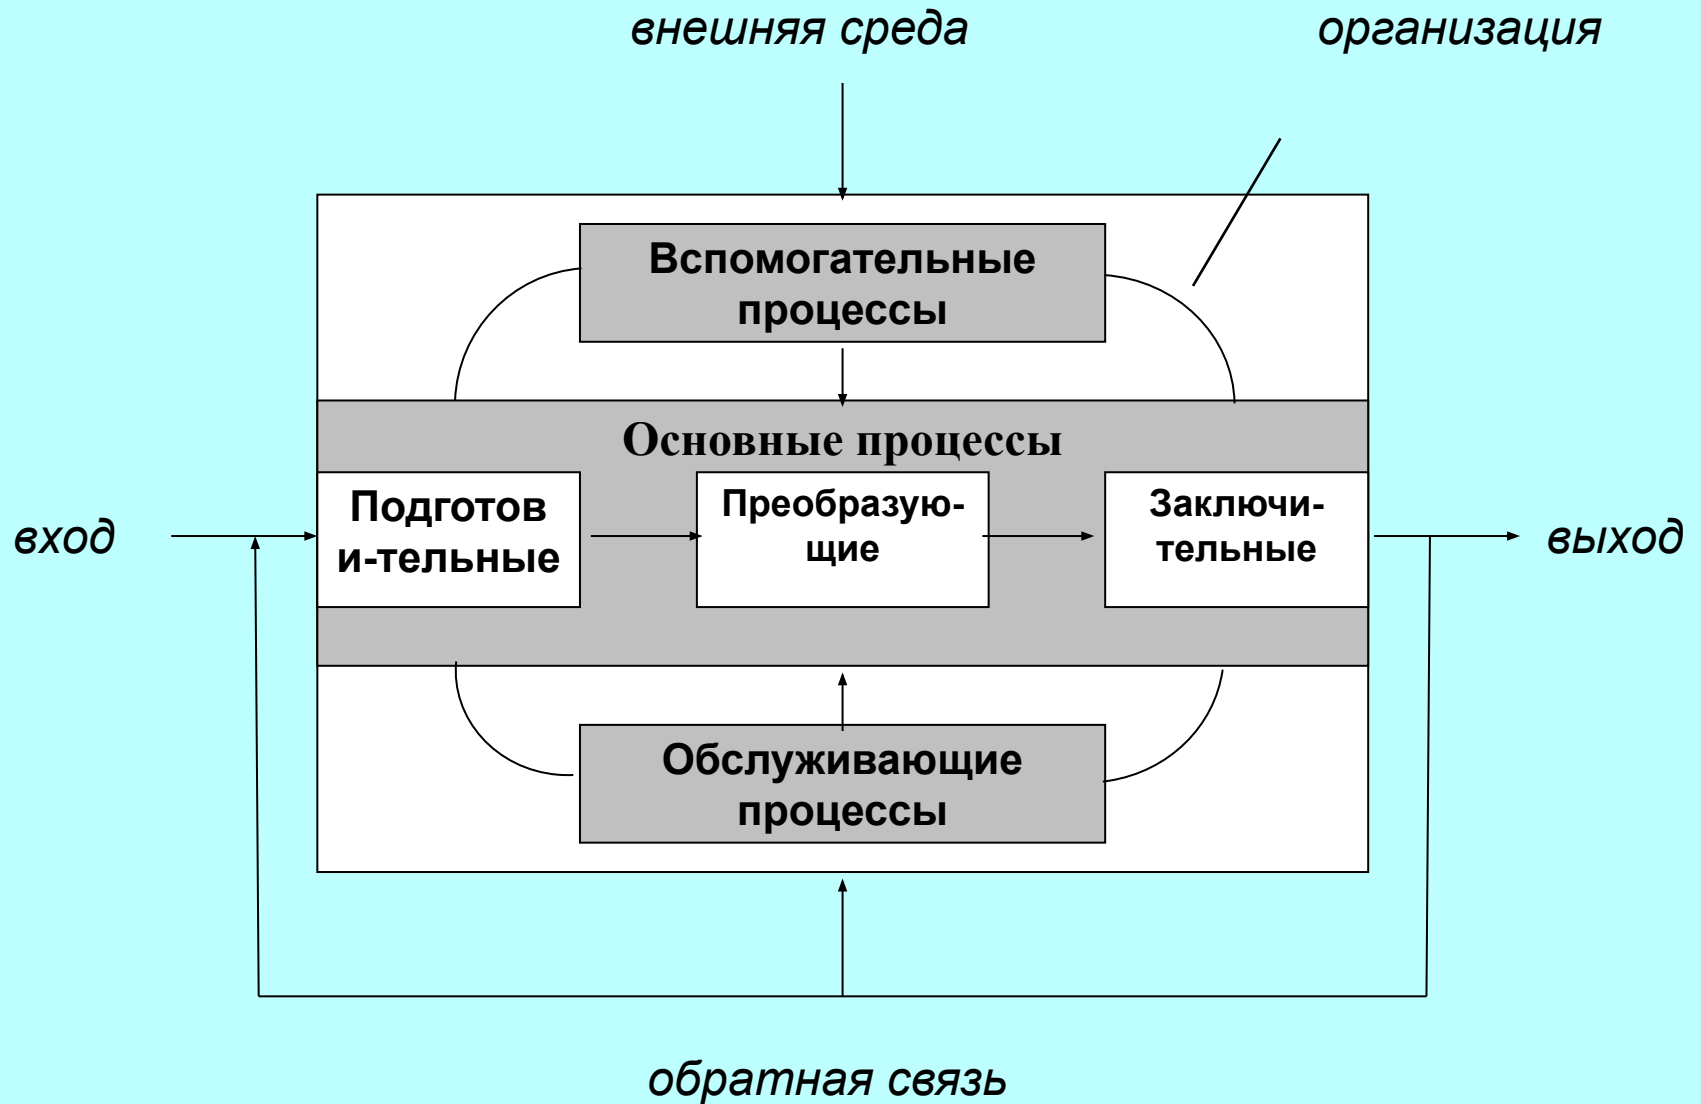 внешняя среда
организация
Вспомогательные
процессы
Основные процессы
вход
Подготов
и-тельные
Преобразую-
щие
Заключи-
тельные
выход
Обслуживающие
процессы
обратная связь